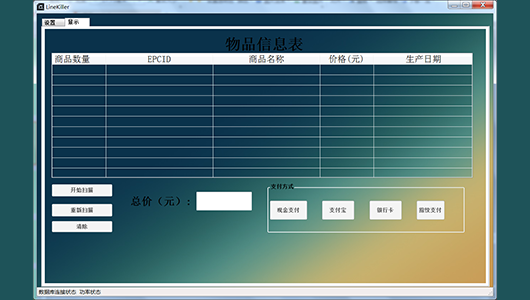 LineKiller
设置 显示
物品信息表
商品数量 EPCID 商品名称 价格(元) 生产日期
开始扫描
重新扫描
清除
总价（元）:
支付方式
现金支付 支付宝 银行卡 指纹支付
数据库连接状态 功率状态